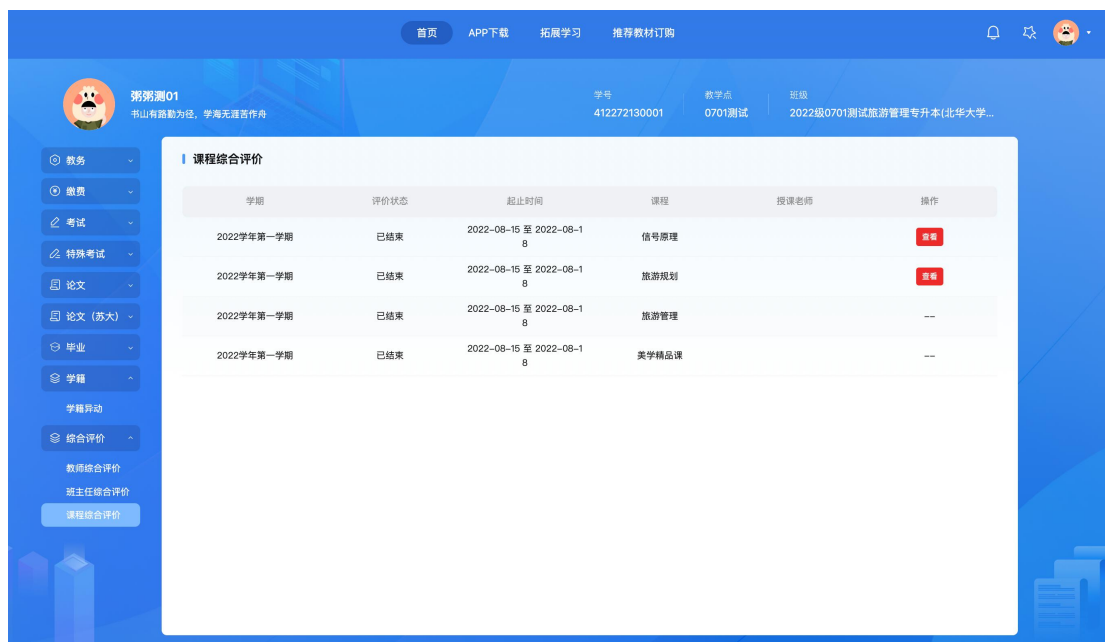 首页 APP下载 拓展学习 推荐教材订购
粥粥测01
书山有路勤为径，学海无涯苦作舟
学号 教学点 班级
412272130001 0701测试 2022级0701测试旅游管理专升本(北华大学...
教务
缴费
考试
特殊考试
论文
论文（苏大）
毕业
学籍
学籍异动
综合评价
教师综合评价
班主任综合评价
课程综合评价
课程综合评价
学期 评价状态 起止时间 课程 授课老师 操作
2022学年第一学期 已结束 2022-08-15 至 2022-08-1 信号原理 查看
8
2022学年第一学期 已结束 2022-08-15 至 2022-08-1 旅游规划 查看
8
2022学年第一学期 已结束 2022-08-15 至 2022-08-1 旅游管理 --
8
2022学年第一学期 已结束 2022-08-15 至 2022-08-1 美学精品课 --
8